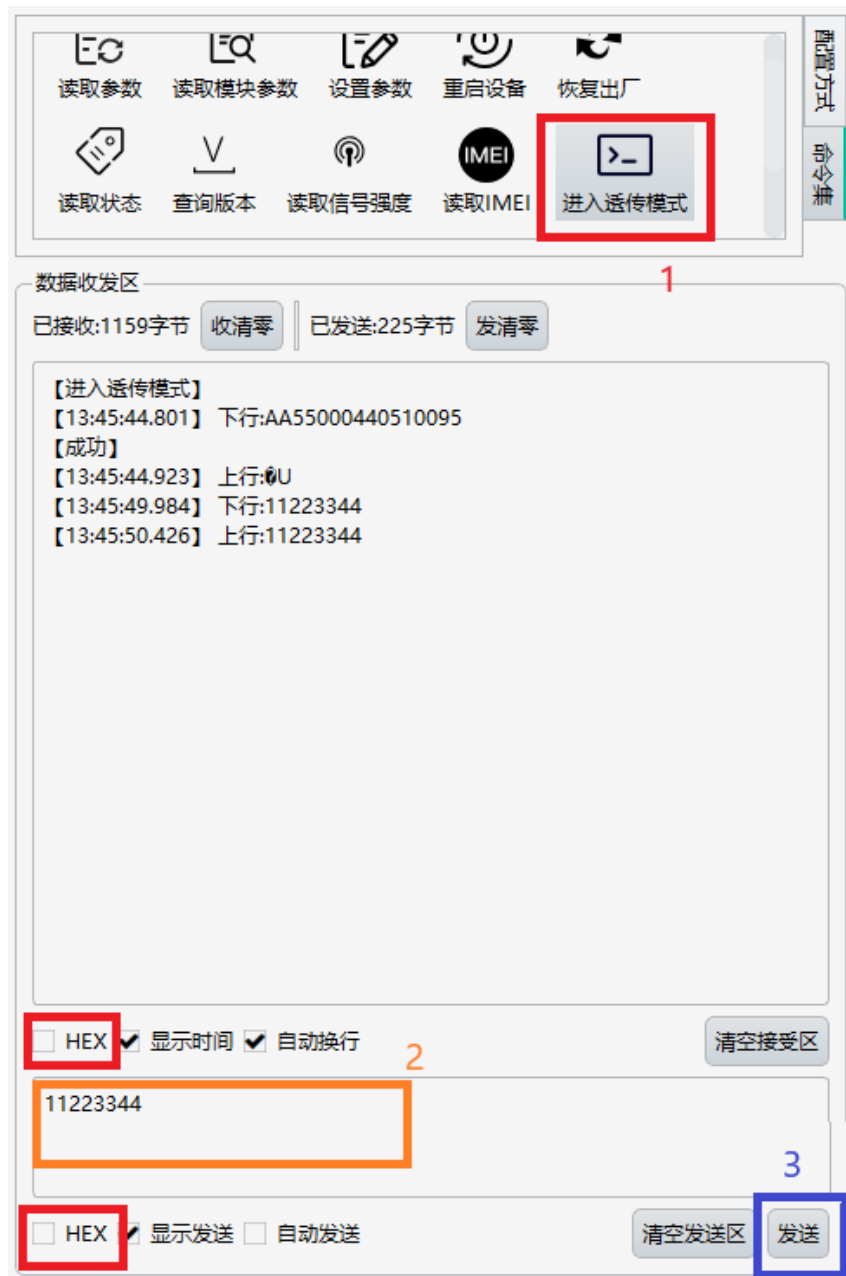 读取参数 读取模块参数 设置参数 重启设备 恢复出厂
配置方式
V
IMEI
>_
读取状态 查询版本 读取信号强度 读取IMEI 进入透传模式
命令集
1
数据收发区
已接收:1159字节 收清零 已发送:225字节 发清零
【进入透传模式】
【13:45:44.801】 下行:AA55000440510095
【成功】
【13:45:44.923】 上行:�U
【13:45:49.984】 下行:11223344
【13:45:50.426】 上行:11223344
HEX 显示时间 自动换行 清空接受区
2
11223344
3
HEX 显示发送 自动发送 清空发送区 发送